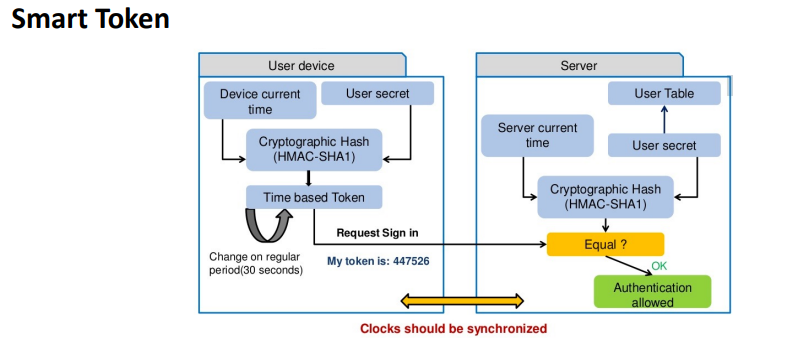 Smart Token
User device
Device current
time
User secret
Cryptographic Hash
(HMAC-SHA1)
Time based Token
Change on regular
period(30 seconds)
Request Sign in
My token is: 447526
Server
User Table
Server current
time
User secret
Cryptographic Hash
(HMAC-SHA1)
Equal ?
OK
Authentication
allowed
Clocks should be synchronized